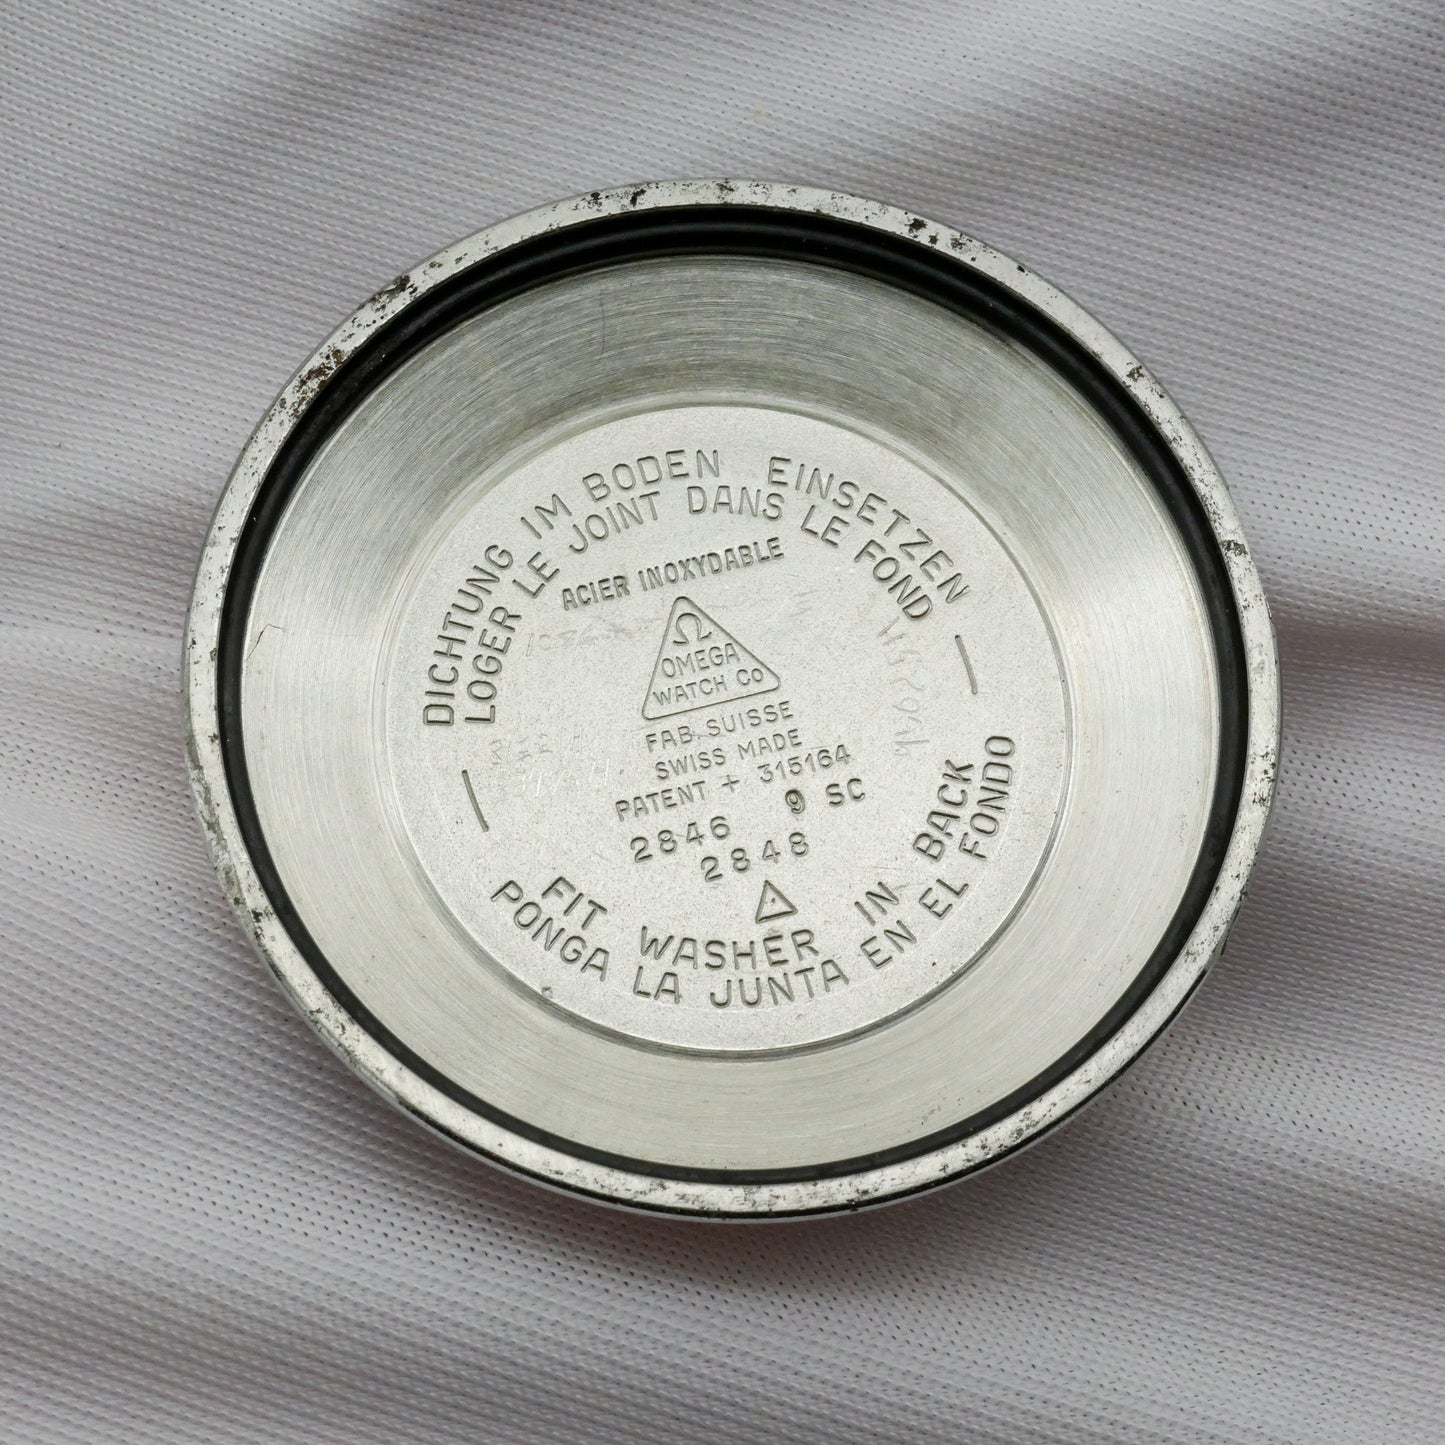 DICHTUNG IM BODEN EINSETZEN
LOGER LE JOINT DANS LE FOND
ACIER INOXYDABLE
Ω
OMEGA
WATCH Co
FAB. SUISSE
SWISS MADE
PATENT + 315164
2846 9 SC
2848
FIT WASHER IN BACK
PONGA LA JUNTA EN EL FONDO